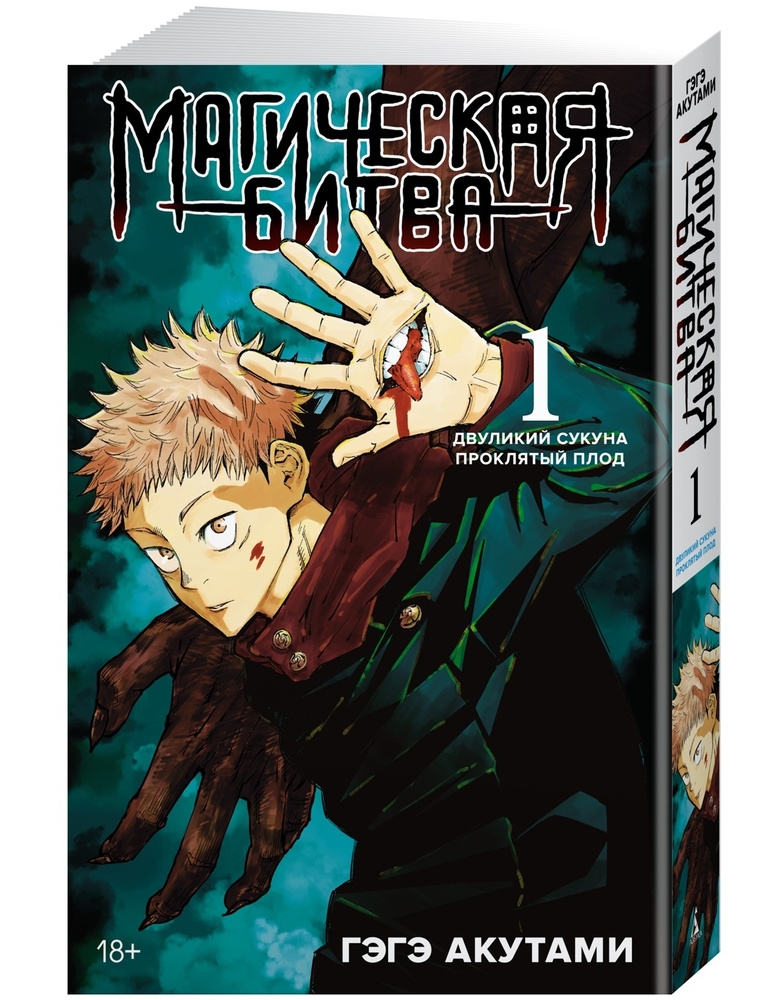 МАГИЧЕСКАЯ
БИТВА
1
ДВУЛИКИЙ СУКУНА
ПРОКЛЯТЫЙ ПЛОД
18+
ГЭГЭ АКУТАМИ
ГЭГЭ
АКУТАМИ
МАГИЧЕСКАЯ
БИТВА
1
ДВУЛИКИЙ СУКУНА
ПРОКЛЯТЫЙ ПЛОД